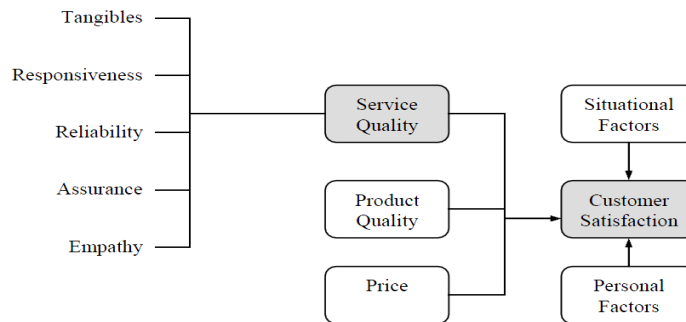 Tangibles
Responsiveness
Reliability
Assurance
Empathy
Service
Quality
Product
Quality
Price
Situational
Factors
Customer
Satisfaction
Personal
Factors